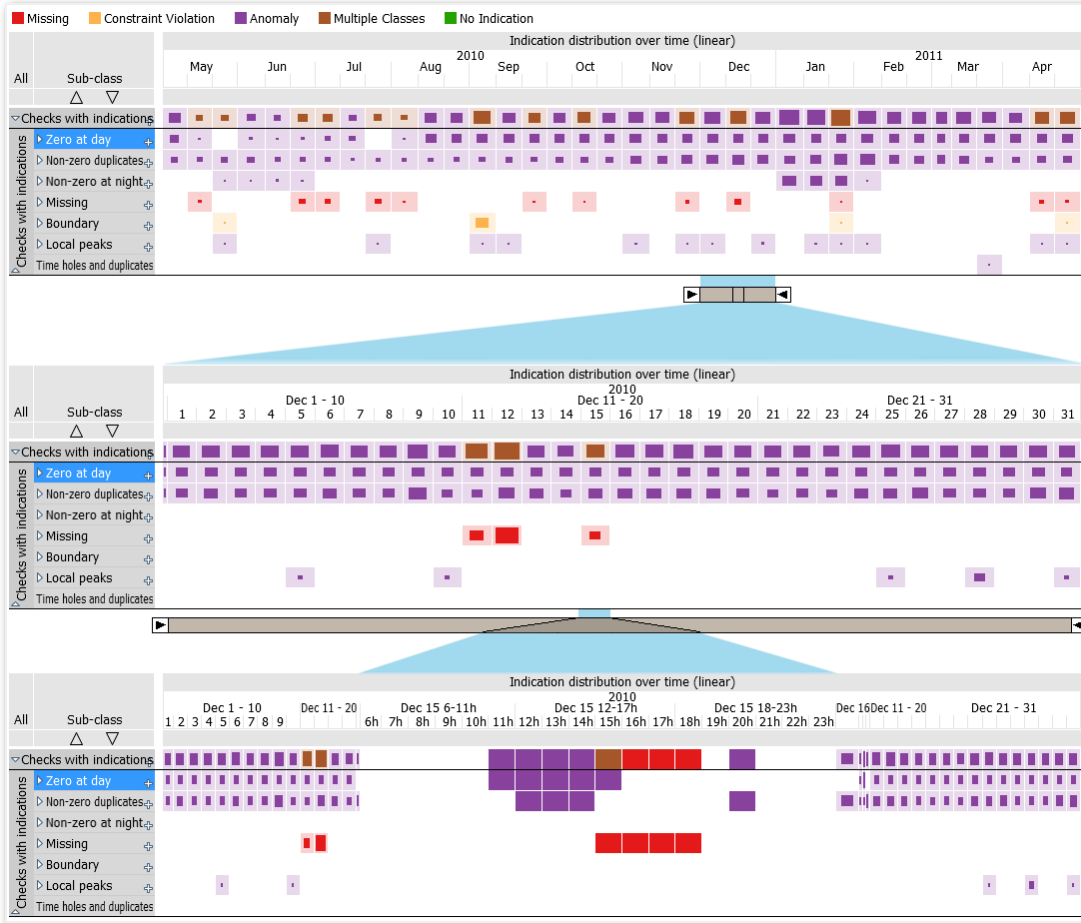 Missing Constraint Violation Anomaly Multiple Classes No Indication
Indication distribution over time (linear)
2010 2011
May Jun Jul Aug Sep Oct Nov Dec Jan Feb Mar Apr
All Sub-class
Checks with indications
Checks with indications
Zero at day
Non-zero duplicates
Non-zero at night
Missing
Boundary
Local peaks
Time holes and duplicates
Indication distribution over time (linear)
2010
Dec 1 - 10 Dec 11 - 20 Dec 21 - 31
All Sub-class
1 2 3 4 5 6 7 8 9 10 11 12 13 14 15 16 17 18 19 20 21 22 23 24 25 26 27 28 29 30 31
Checks with indications
Checks with indications
Zero at day
Non-zero duplicates
Non-zero at night
Missing
Boundary
Local peaks
Time holes and duplicates
Indication distribution over time (linear)
2010
Dec 1 - 10 Dec 11 - 20 Dec 15 6-11h Dec 15 12-17h Dec 15 18-23h Dec 16 Dec 11 - 20 Dec 21 - 31
All Sub-class
1 2 3 4 5 6 7 8 9 6h 7h 8h 9h 10h 11h 12h 13h 14h 15h 16h 17h 18h 19h 20h 21h 22h 23h
Checks with indications
Checks with indications
Zero at day
Non-zero duplicates
Non-zero at night
Missing
Boundary
Local peaks
Time holes and duplicates